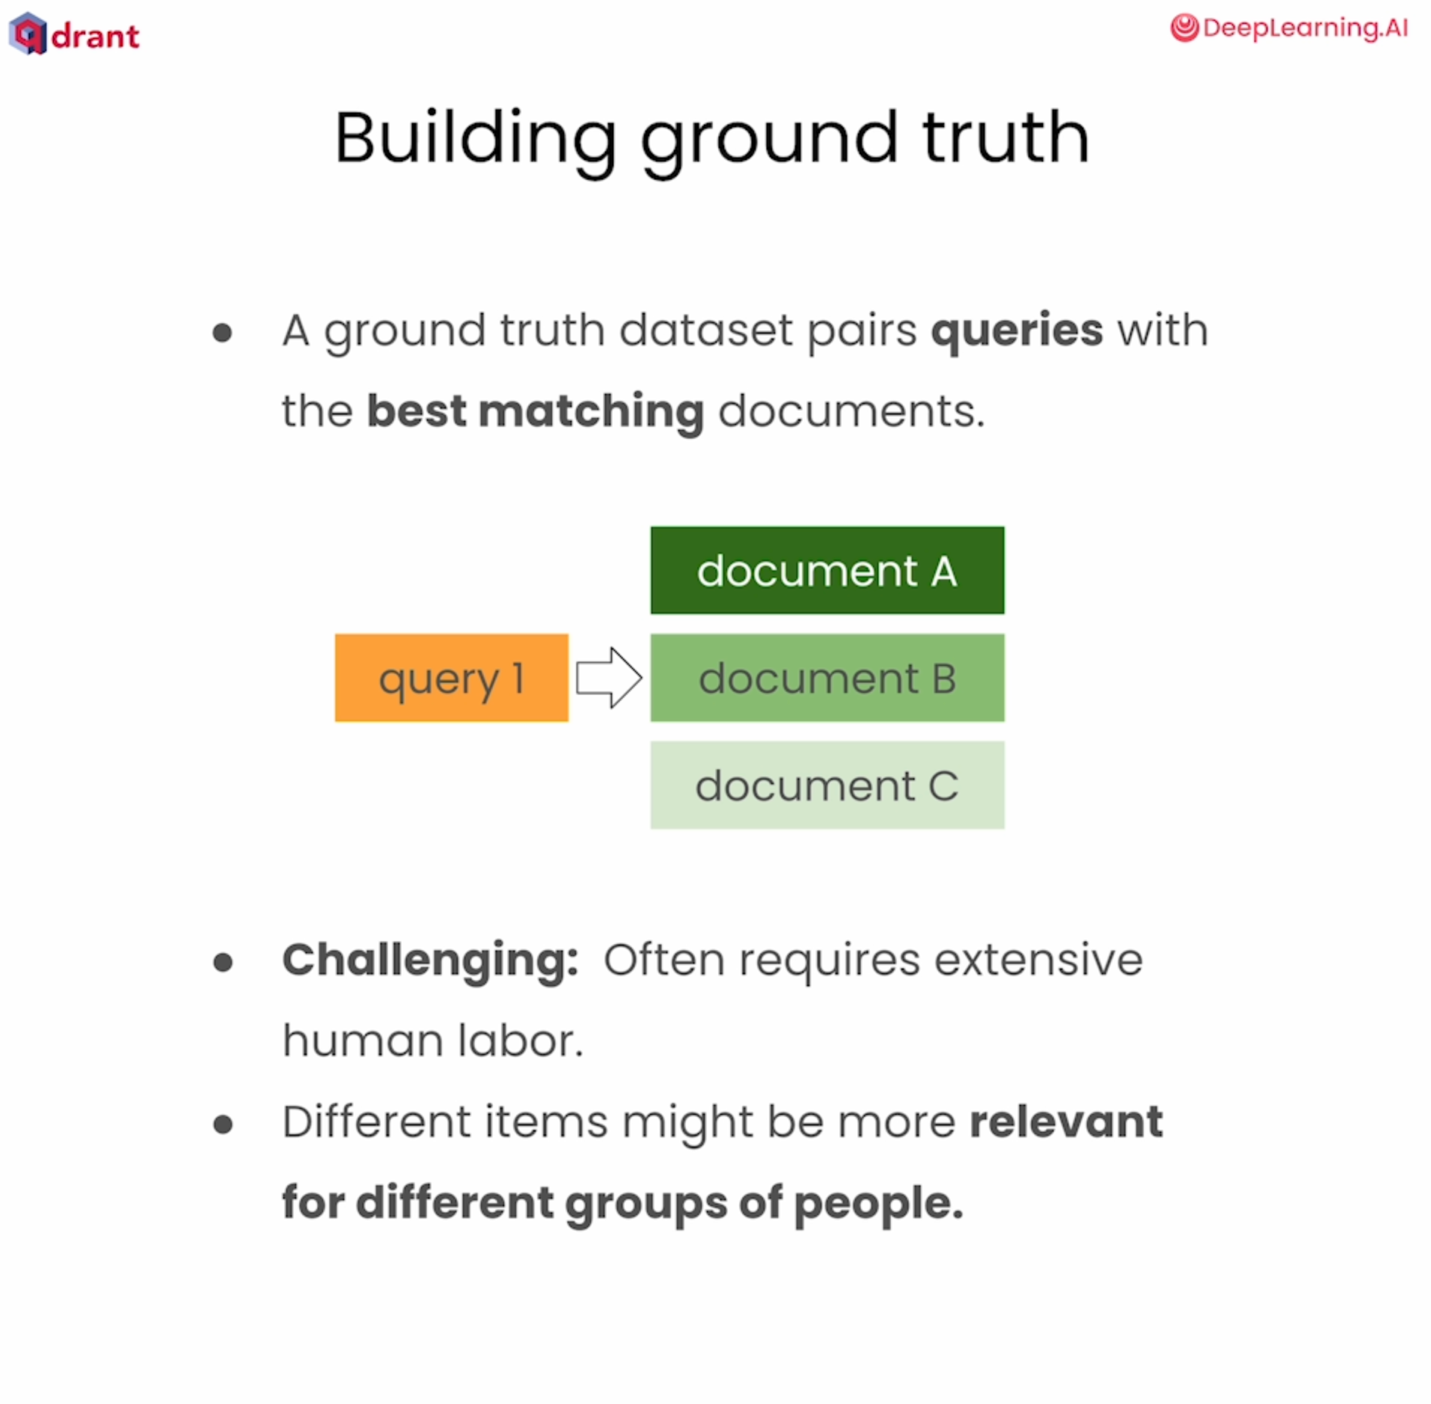 qdrant
DeepLearning.AI
Building ground truth
● A ground truth dataset pairs queries with
the best matching documents.
document A
query 1
document B
document C
● Challenging: Often requires extensive
human labor.
● Different items might be more relevant
for different groups of people.